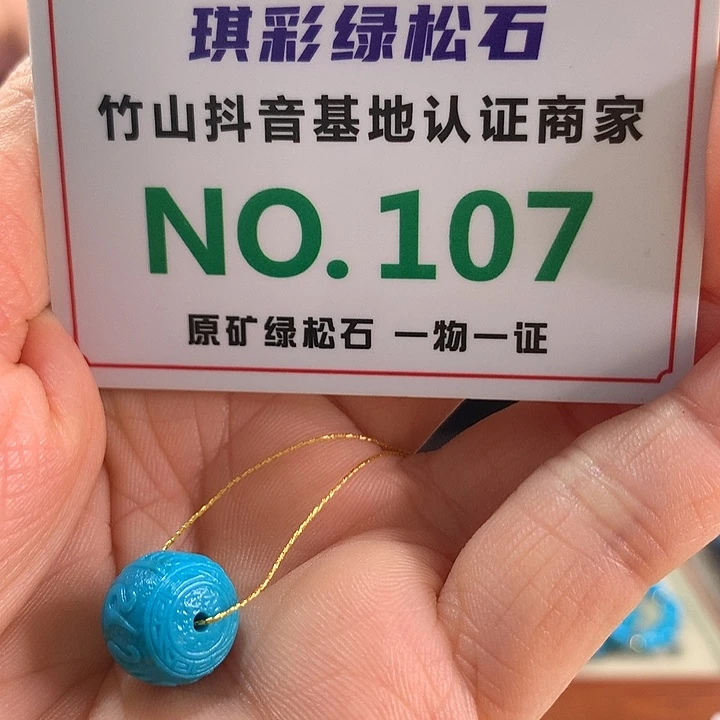 琪彩绿松石
竹山抖音基地认证商家
NO.107
原矿绿松石 一物一证